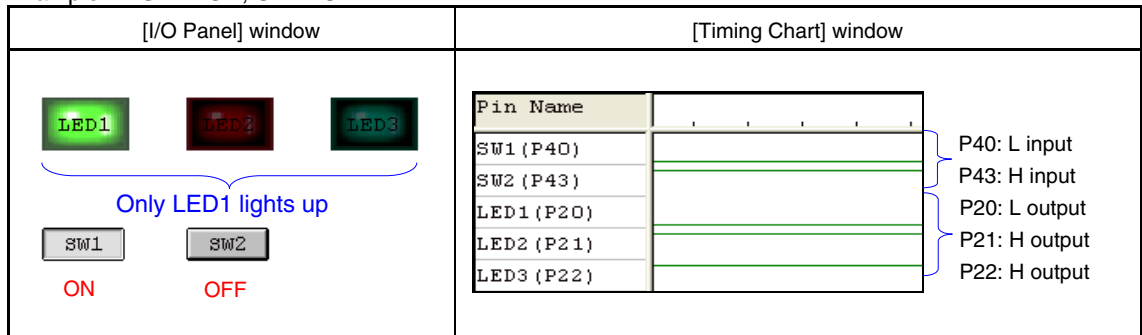 [I/O Panel] window
[Timing Chart] window
LED1
LED2
LED3
Only LED1 lights up
SW1
SW2
ON
OFF
Pin Name
SW1(P40)
SW2(P43)
LED1(P20)
LED2(P21)
LED3(P22)
P40: L input
P43: H input
P20: L output
P21: H output
P22: H output